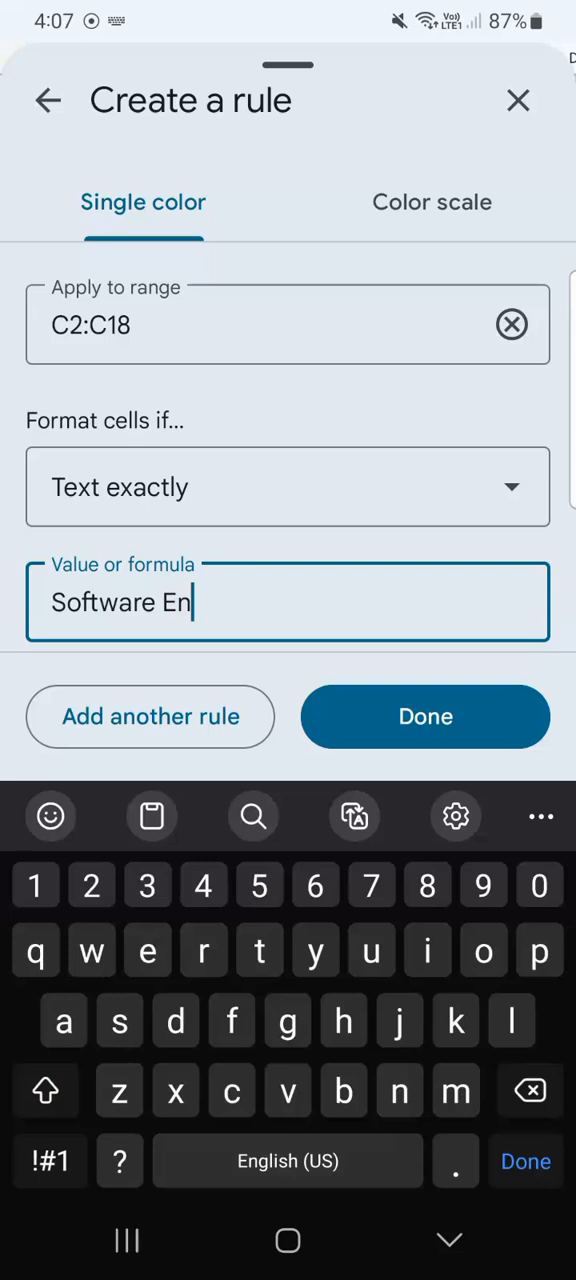 4:07 Vo) LTE1 87%
D
Create a rule
Single color Color scale
Apply to range
C2:C18
Format cells if...
Text exactly
Value or formula
Software En
Add another rule Done
1 2 3 4 5 6 7 8 9 0
q w e r t y u i o p
a s d f g h j k l
z x c v b n m
!#1 ? English (US) . Done